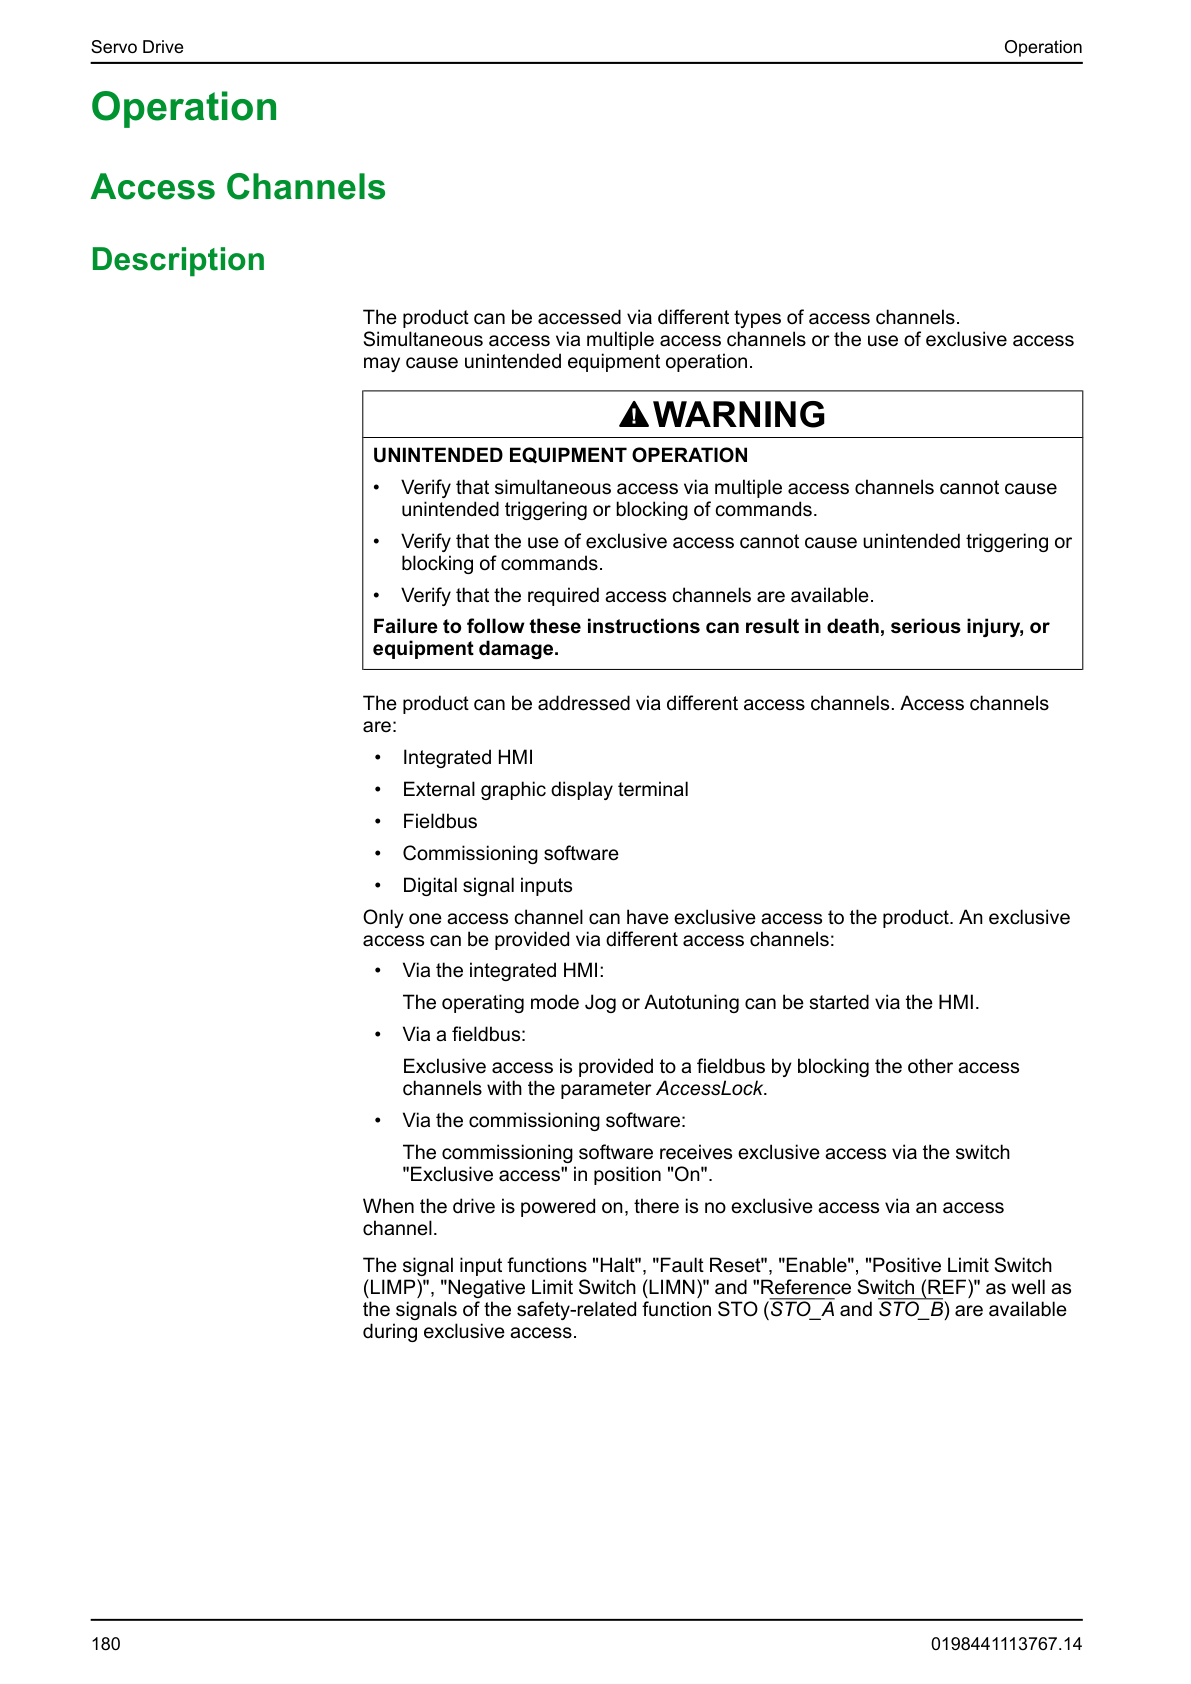 Servo Drive
Operation
Operation
Access Channels
Description
The product can be accessed via different types of access channels.
Simultaneous access via multiple access channels or the use of exclusive access
may cause unintended equipment operation.
WARNING
UNINTENDED EQUIPMENT OPERATION
• Verify that simultaneous access via multiple access channels cannot cause
unintended triggering or blocking of commands.
• Verify that the use of exclusive access cannot cause unintended triggering or
blocking of commands.
• Verify that the required access channels are available.
Failure to follow these instructions can result in death, serious injury, or
equipment damage.
The product can be addressed via different access channels. Access channels
are:
• Integrated HMI
• External graphic display terminal
• Fieldbus
• Commissioning software
• Digital signal inputs
Only one access channel can have exclusive access to the product. An exclusive
access can be provided via different access channels:
• Via the integrated HMI:
The operating mode Jog or Autotuning can be started via the HMI.
• Via a fieldbus:
Exclusive access is provided to a fieldbus by blocking the other access
channels with the parameter AccessLock.
• Via the commissioning software:
The commissioning software receives exclusive access via the switch
"Exclusive access" in position "On".
When the drive is powered on, there is no exclusive access via an access
channel.
The signal input functions "Halt", "Fault Reset", "Enable", "Positive Limit Switch
(LIMP)", "Negative Limit Switch (LIMN)" and "Reference Switch (REF)" as well as
the signals of the safety-related function STO (STO_A and STO_B) are available
during exclusive access.
180
0198441113767.14